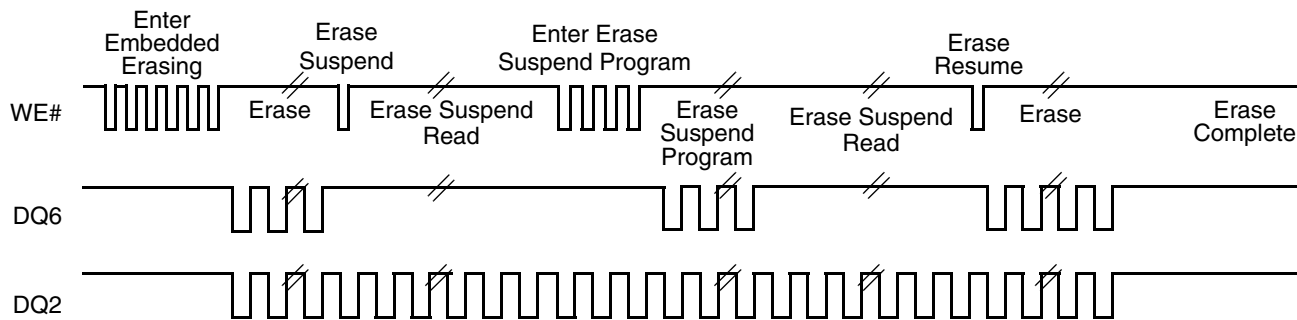 Enter
Embedded
Erasing
Erase
Suspend
Enter Erase
Suspend Program
Erase
Resume
WE#
Erase
Erase Suspend
Read
Erase
Suspend
Program
Erase Suspend
Read
Erase
Erase
Complete
DQ6
DQ2